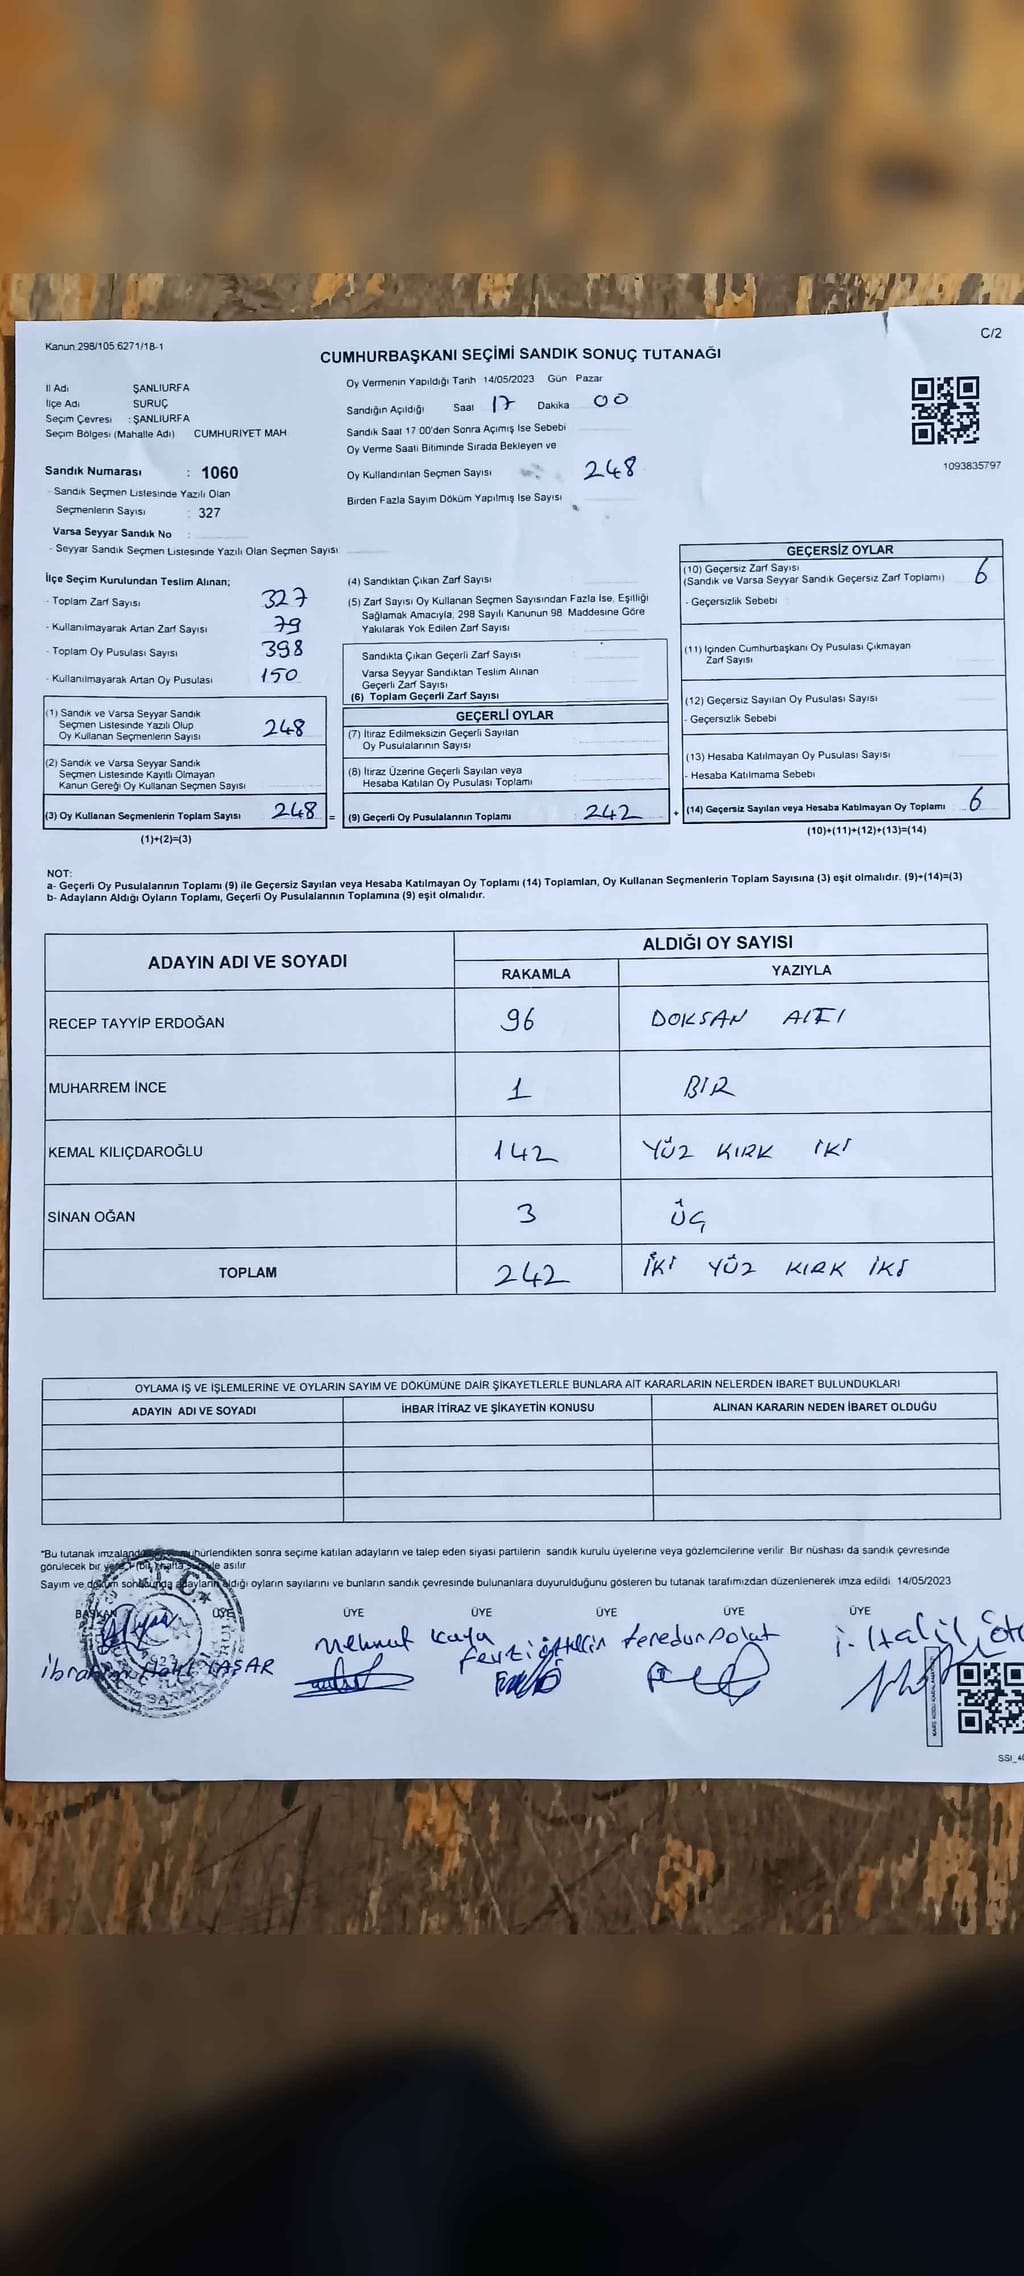 Kanun:298/105:6271/18-1
C/2
CUMHURBAŞKANI SEÇİMİ SANDIK SONUÇ TUTANAĞI
İl Adı ŞANLIURFA
İlçe Adı SURUÇ
Seçim Çevresi : ŞANLIURFA
Seçim Bölgesi (Mahalle Adı) CUMHURİYET MAH
Sandık Numarası : 1060
- Sandık Seçmen Listesinde Yazılı Olan
Seçmenlerin Sayısı : 327
Varsa Seyyar Sandık No :
- Seyyar Sandık Seçmen Listesinde Yazılı Olan Seçmen Sayısı
Oy Vermenin Yapıldığı Tarih 14/05/2023 Gün Pazar
Sandığın Açıldığı Saat 17 Dakika 00
Sandık Saat 17:00'den Sonra Açımış İse Sebebi
Oy Verme Saati Bitiminde Sırada Bekleyen ve
Oy Kullandırılan Seçmen Sayısı 248
Birden Fazla Sayım Döküm Yapılmış İse Sayısı
1093835797
İlçe Seçim Kurulundan Teslim Alınan;
- Toplam Zarf Sayısı 327
- Kullanılmayarak Artan Zarf Sayısı 79
- Toplam Oy Pusulası Sayısı 398
- Kullanılmayarak Artan Oy Pusulası 150
(1) Sandık ve Varsa Seyyar Sandık
Seçmen Listesinde Yazılı Olup
Oy Kullanan Seçmenlerin Sayısı 248
(2) Sandık ve Varsa Seyyar Sandık
Seçmen Listesinde Kayıtlı Olmayan
Kanun Gereği Oy Kullanan Seçmen Sayısı
(3) Oy Kullanan Seçmenlerin Toplam Sayısı 248 =
(1)+(2)=(3)
(4) Sandıktan Çıkan Zarf Sayısı
(5) Zarf Sayısı Oy Kullanan Seçmen Sayısından Fazla İse, Eşitliği
Sağlamak Amacıyla, 298 Sayılı Kanunun 98. Maddesine Göre
Yakılarak Yok Edilen Zarf Sayısı
Sandıkta Çıkan Geçerli Zarf Sayısı
Varsa Seyyar Sandıktan Teslim Alınan
Geçerli Zarf Sayısı
(6) Toplam Geçerli Zarf Sayısı
GEÇERLİ OYLAR
(7) İtiraz Edilmeksizin Geçerli Sayılan
Oy Pusulalarının Sayısı
(8) İtiraz Üzerine Geçerli Sayılan veya
Hesaba Katılan Oy Pusulası Toplamı
(9) Geçerli Oy Pusulalarının Toplamı 242 +
GEÇERSİZ OYLAR
(10) Geçersiz Zarf Sayısı
(Sandık ve Varsa Seyyar Sandık Geçersiz Zarf Toplamı) 6
- Geçersizlik Sebebi
(11) İçinden Cumhurbaşkanı Oy Pusulası Çıkmayan
Zarf Sayısı
(12) Geçersiz Sayılan Oy Pusulası Sayısı
- Geçersizlik Sebebi
(13) Hesaba Katılmayan Oy Pusulası Sayısı
- Hesaba Katılmama Sebebi
(14) Geçersiz Sayılan veya Hesaba Katılmayan Oy Toplamı 6
(10)+(11)+(12)+(13)=(14)
NOT:
a- Geçerli Oy Pusulalarının Toplamı (9) ile Geçersiz Sayılan veya Hesaba Katılmayan Oy Toplamı (14) Toplamları, Oy Kullanan Seçmenlerin Toplam Sayısına (3) eşit olmalıdır. (9)+(14)=(3)
b- Adayların Aldığı Oyların Toplamı, Geçerli Oy Pusulalarının Toplamına (9) eşit olmalıdır.
ADAYIN ADI VE SOYADI ALDIĞI OY SAYISI
RAKAMLA YAZIYLA
RECEP TAYYİP ERDOĞAN 96 DOKSAN ALTI
MUHARREM İNCE 1 BİR
KEMAL KILIÇDAROĞLU 142 YÜZ KIRK İKİ
SİNAN OĞAN 3 ÜÇ
TOPLAM 242 İKİ YÜZ KIRK İKİ
OYLAMA İŞ VE İŞLEMLERİNE VE OYLARIN SAYIM VE DÖKÜMÜNE DAİR ŞİKAYETLERLE BUNLARA AİT KARARLARIN NELERDEN İBARET BULUNDUKLARI
ADAYIN ADI VE SOYADI İHBAR İTİRAZ VE ŞİKAYETİN KONUSU ALINAN KARARIN NEDEN İBARET OLDUĞU
*Bu tutanak mühürlendikten sonra seçime katılan adayların ve talep eden siyasi partilerin sandık kurulu üyelerine veya gözlemcilerine verilir Bir nüshası da sandık çevresinde
görülecek bir yere asılır
Sayım ve döküm sonucunda adayların aldığı oyların sayılarını ve bunların sandık çevresinde bulunanlara duyurulduğunu gösteren bu tutanak tarafımızdan düzenlenerek imza edildi 14/05/2023
BAŞKAN ÜYE ÜYE ÜYE ÜYE ÜYE ÜYE
İbrahim Halil YAŞAR Mehmut Kaya Fevzi feredun polat i. Halil
T.C.
SSI_40